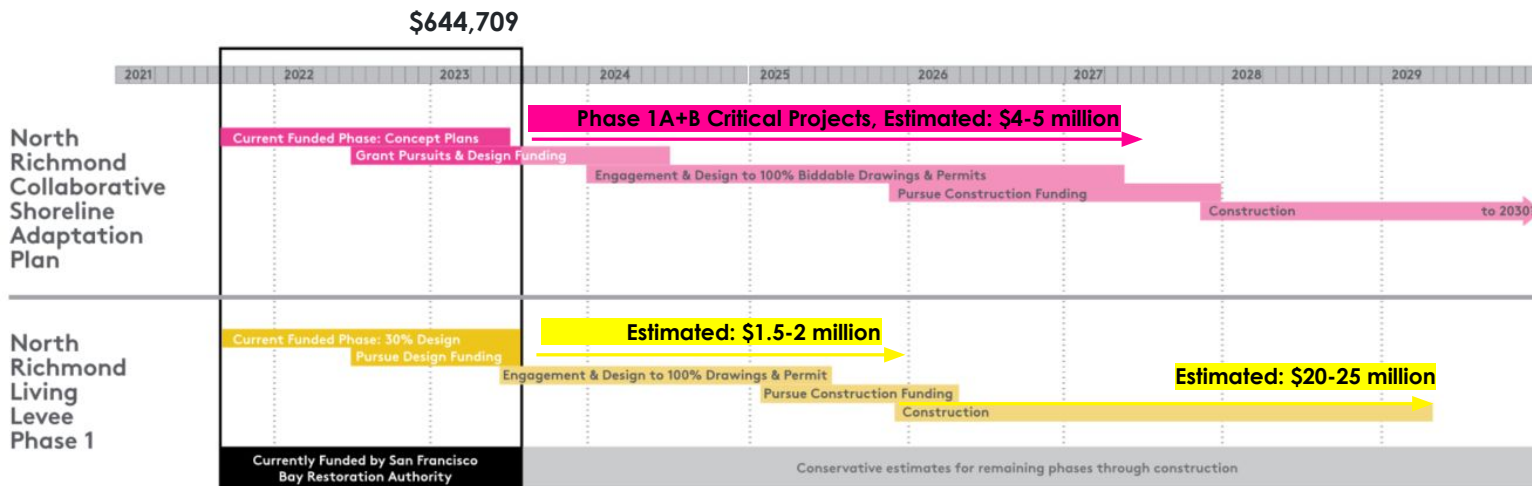 $644,709
2021 2022 2023 2024 2025 2026 2027 2028 2029
North
Richmond
Collaborative
Shoreline
Adaptation
Plan
Phase 1A+B Critical Projects, Estimated: $4-5 million
Current Funded Phase: Concept Plans
Grant Pursuits & Design Funding
Engagement & Design to 100% Biddable Drawings & Permits
Pursue Construction Funding
Construction to 2030
North
Richmond
Living
Levee
Phase 1
Estimated: $1.5-2 million
Current Funded Phase: 30% Design
Pursue Design Funding
Engagement & Design to 100% Drawings & Permit
Estimated: $20-25 million
Pursue Construction Funding
Construction
Currently Funded by San Francisco
Bay Restoration Authority
Conservative estimates for remaining phases through construction